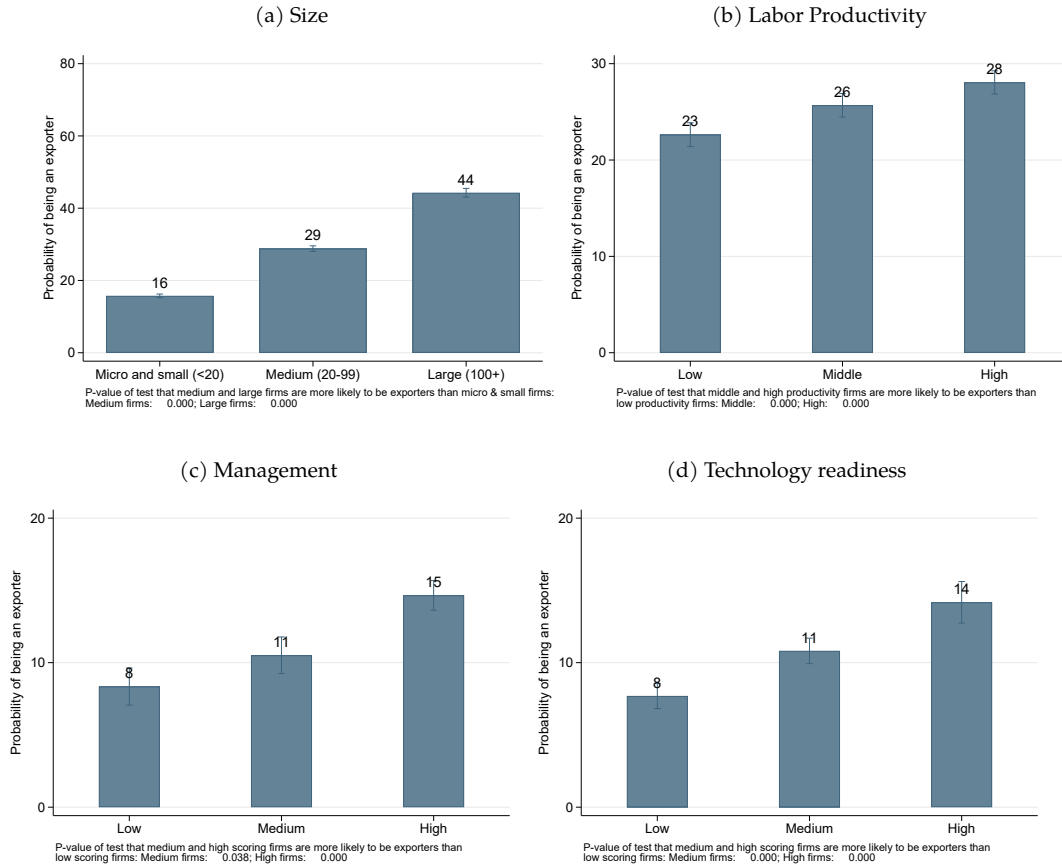 (a) Size
Probability of being an exporter
80
60
40
20
0
16
29
44
Micro and small (<20)
Medium (20-99)
Large (100+)
P-value of test that medium and large firms are more likely to be exporters than micro & small firms:
Medium firms: 0.000; Large firms: 0.000
(b) Labor Productivity
Probability of being an exporter
30
20
10
0
23
26
28
Low
Middle
High
P-value of test that middle and high productivity firms are more likely to be exporters than
low productivity firms: Middle: 0.000; High: 0.000
(c) Management
Probability of being an exporter
20
10
0
8
11
15
Low
Medium
High
P-value of test that medium and high scoring firms are more likely to be exporters than
low scoring firms: Medium firms: 0.038; High firms: 0.000
(d) Technology readiness
Probability of being an exporter
20
10
0
8
11
14
Low
Medium
High
P-value of test that medium and high scoring firms are more likely to be exporters than
low scoring firms: Medium firms: 0.000; High firms: 0.000